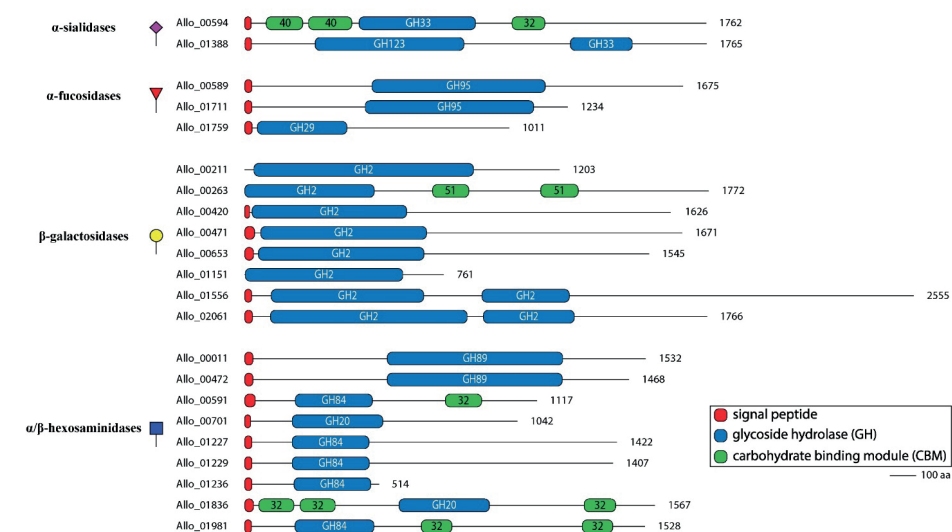 α-sialidases
Allo_00594 40 40 GH33 32 1762
Allo_01388 GH123 GH33 1765
α-fucosidases
Allo_00589 GH95 1675
Allo_01711 GH95 1234
Allo_01759 GH29 1011
β-galactosidases
Allo_00211 GH2 1203
Allo_00263 GH2 51 51 1772
Allo_00420 GH2 1626
Allo_00471 GH2 1671
Allo_00653 GH2 1545
Allo_01151 GH2 761
Allo_01556 GH2 GH2 2555
Allo_02061 GH2 GH2 1766
α/β-hexosaminidases
Allo_00011 GH89 1532
Allo_00472 GH89 1468
Allo_00591 GH84 32 1117
Allo_00701 GH20 1042
Allo_01227 GH84 1422
Allo_01229 GH84 1407
Allo_01236 GH84 514
Allo_01836 32 32 GH20 32 1567
Allo_01981 GH84 32 32 1528
signal peptide
glycoside hydrolase (GH)
carbohydrate binding module (CBM)
100 aa